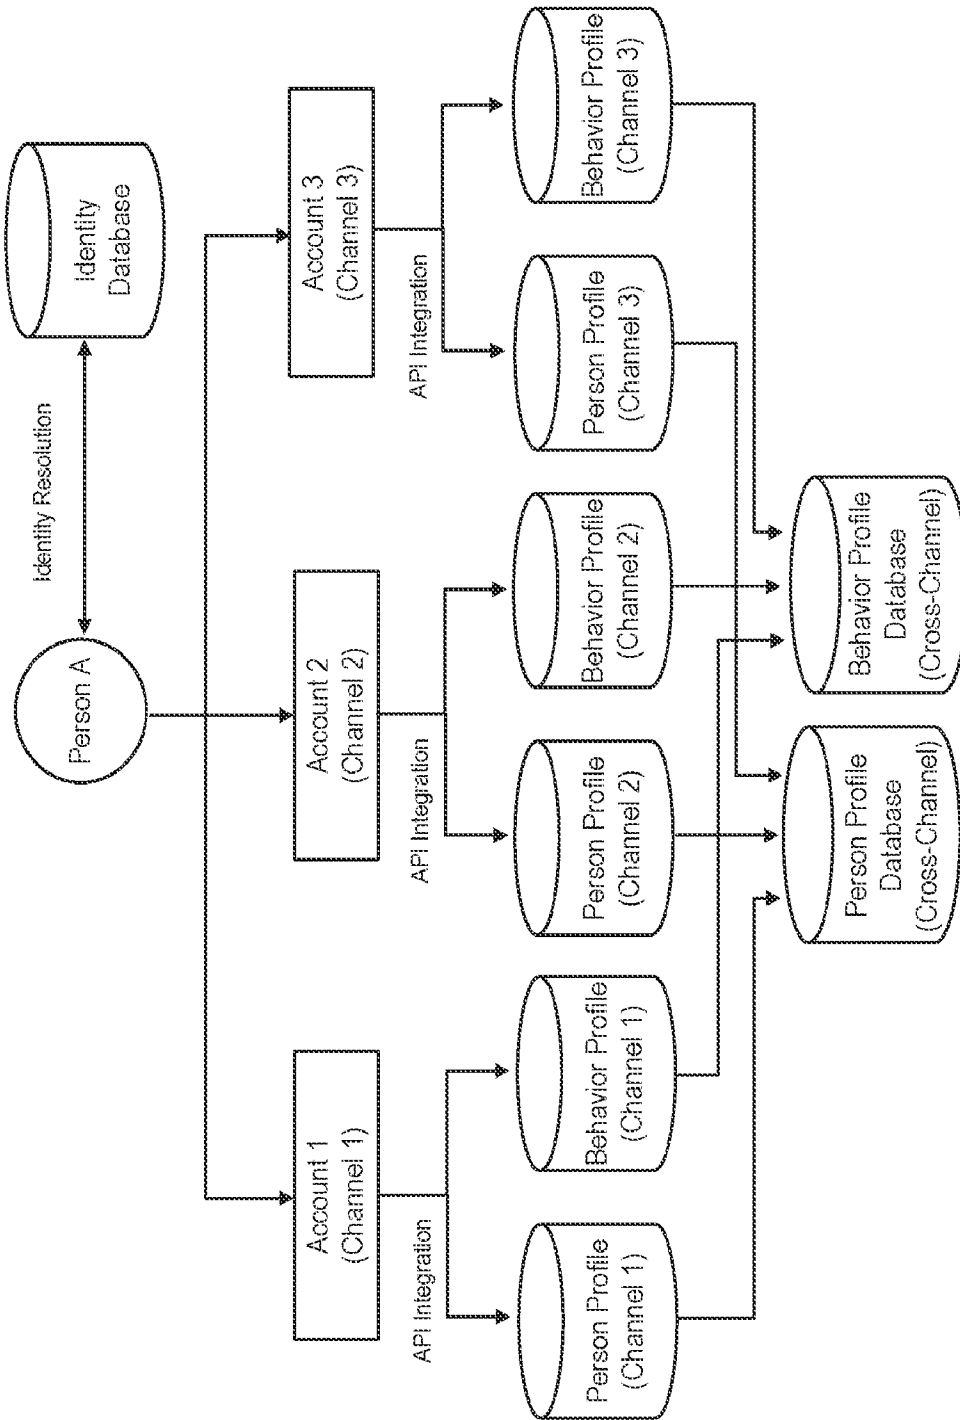 Person A
Identity Resolution
Identity
Database
Account 1
(Channel 1)
Account 2
(Channel 2)
Account 3
(Channel 3)
API Integration
API Integration
API Integration
Person Profile
(Channel 1)
Behavior Profile
(Channel 1)
Person Profile
(Channel 2)
Behavior Profile
(Channel 2)
Person Profile
(Channel 3)
Behavior Profile
(Channel 3)
Person Profile
Database
(Cross-Channel)
Behavior Profile
Database
(Cross-Channel)